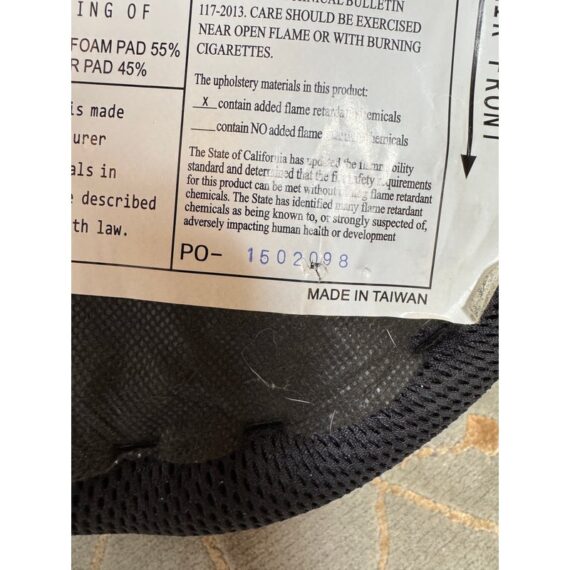 ING OF
FOAM PAD 55%
R PAD 45%
is made
urer
als in
e described
th law.
BULLETIN
117-2013. CARE SHOULD BE EXERCISED
NEAR OPEN FLAME OR WITH BURNING
CIGARETTES.
The upholstery materials in this product:
X contain added flame retardant chemicals
____contain NO added flame chemicals
The State of California has updated the flammability
standard and determined that the fire safety requirements
for this product can be met without adding flame retardant
chemicals. The State has identified many flame retardant
chemicals as being known to, or strongly suspected of,
adversely impacting human health or development
PO- 1502098
MADE IN TAIWAN
FRONT